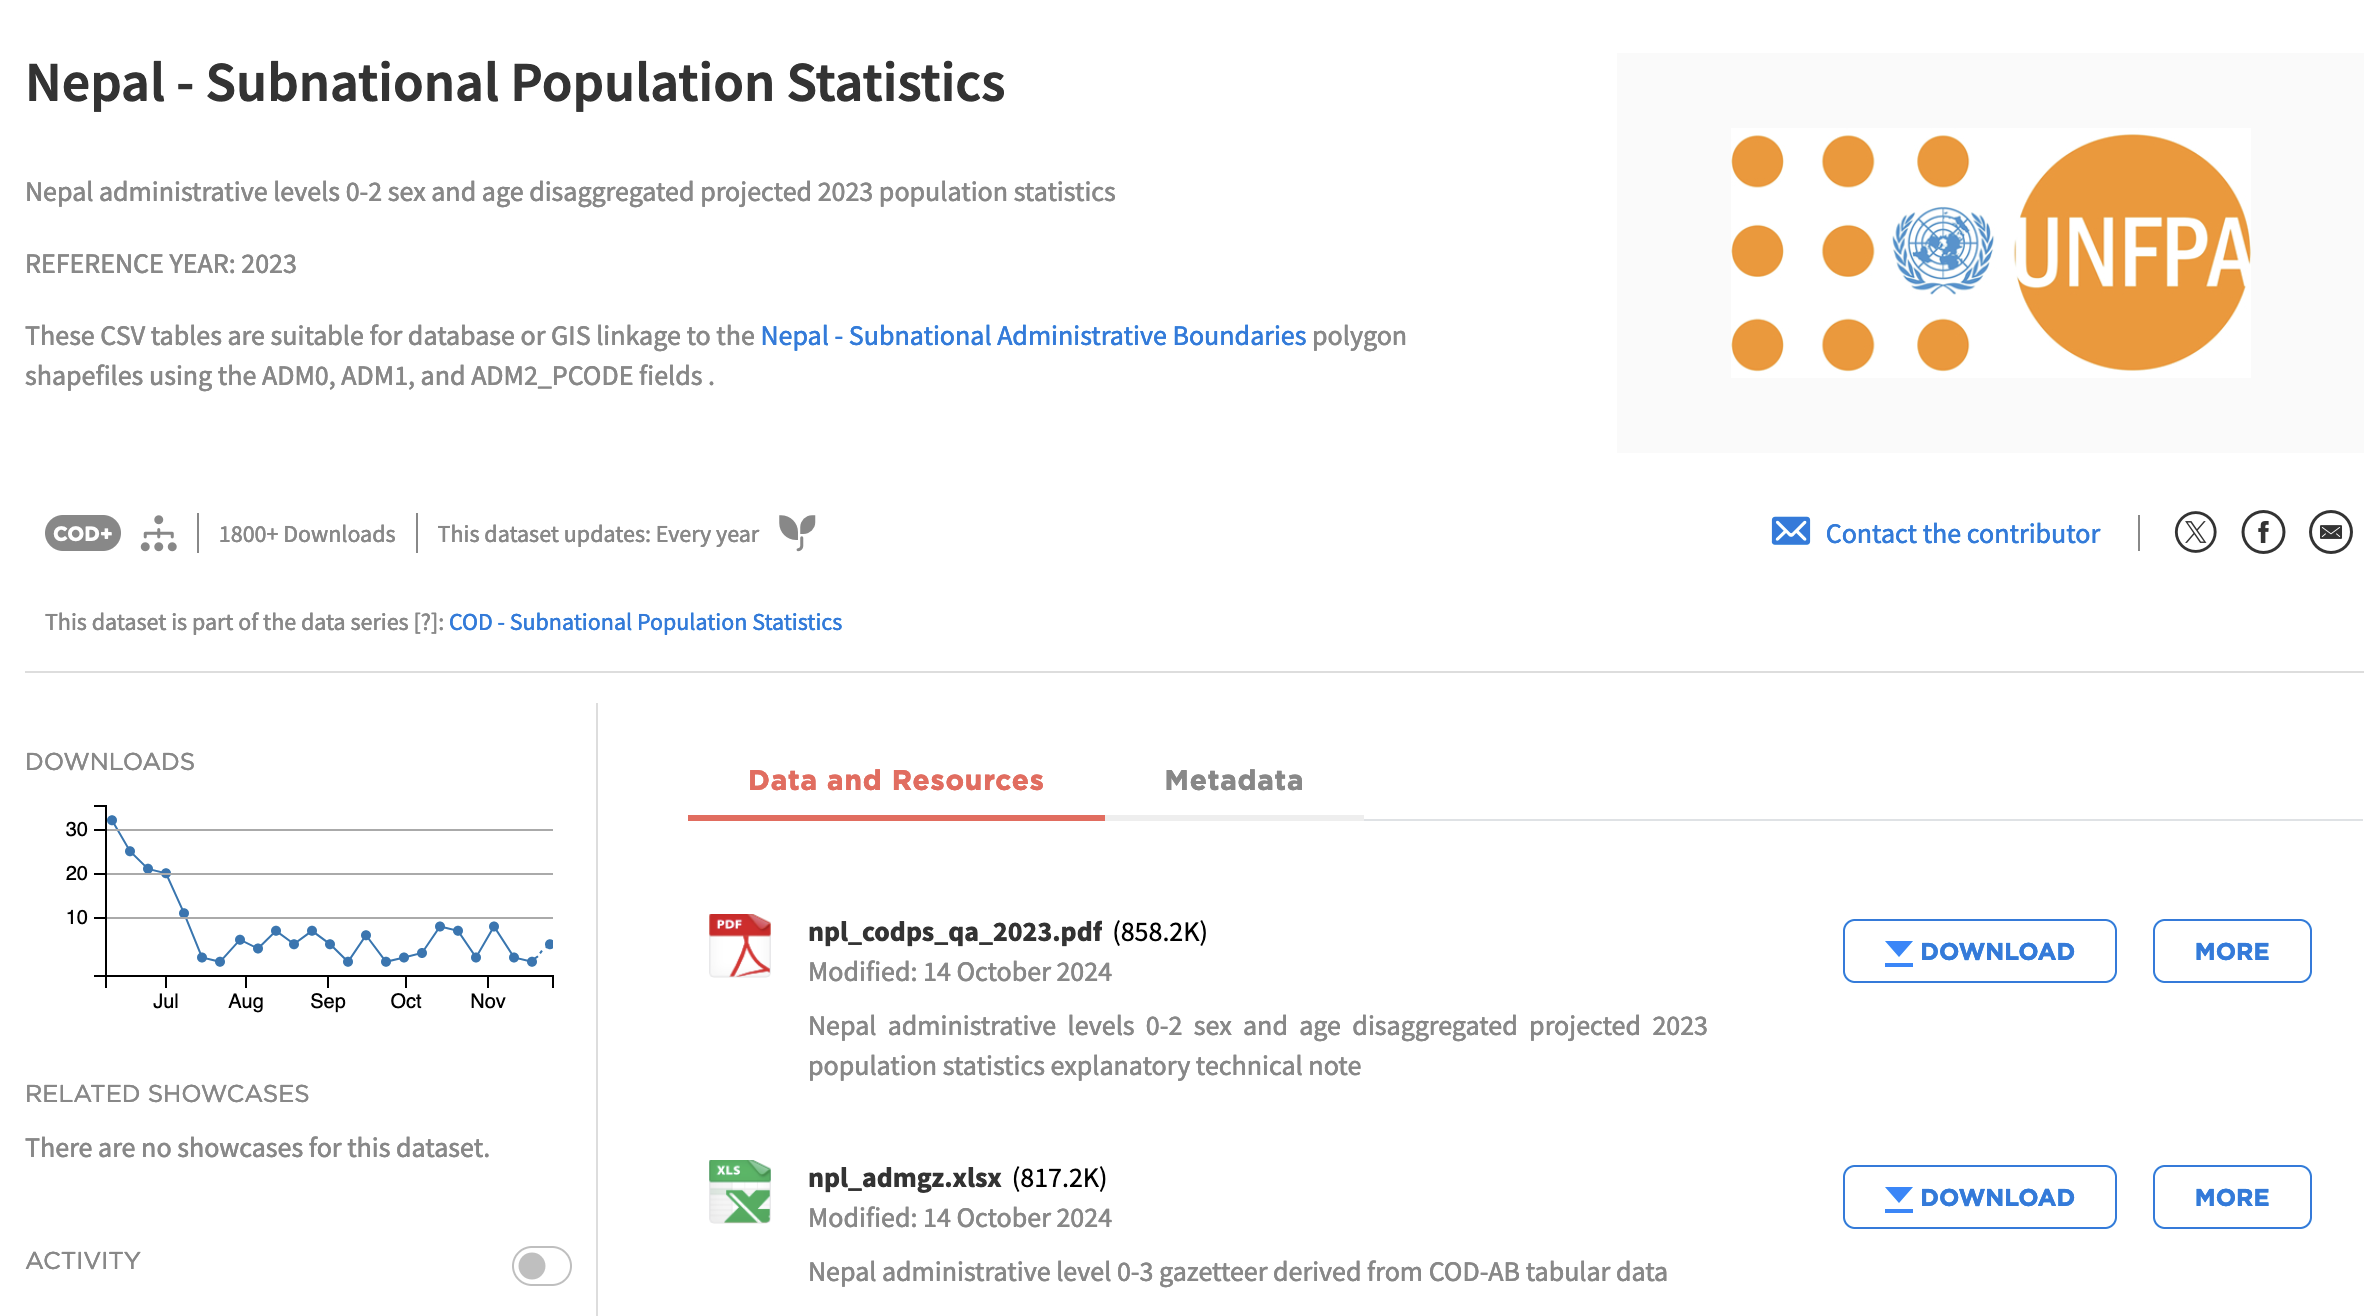 Nepal - Subnational Population Statistics
Nepal administrative levels 0-2 sex and age disaggregated projected 2023 population statistics
REFERENCE YEAR: 2023
These CSV tables are suitable for database or GIS linkage to the Nepal - Subnational Administrative Boundaries polygon
shapefiles using the ADM0, ADM1, and ADM2_PCODE fields .
UNFPA
COD+
1800+ Downloads
This dataset updates: Every year
Contact the contributor
This dataset is part of the data series [?]: COD - Subnational Population Statistics
DOWNLOADS
30
20
10
Jul Aug Sep Oct Nov
RELATED SHOWCASES
There are no showcases for this dataset.
ACTIVITY
Data and Resources
Metadata
PDF
npl_codps_qa_2023.pdf (858.2K)
Modified: 14 October 2024
Nepal administrative levels 0-2 sex and age disaggregated projected 2023
population statistics explanatory technical note
DOWNLOAD
MORE
XLS
npl_admgz.xlsx (817.2K)
Modified: 14 October 2024
Nepal administrative level 0-3 gazetteer derived from COD-AB tabular data
DOWNLOAD
MORE